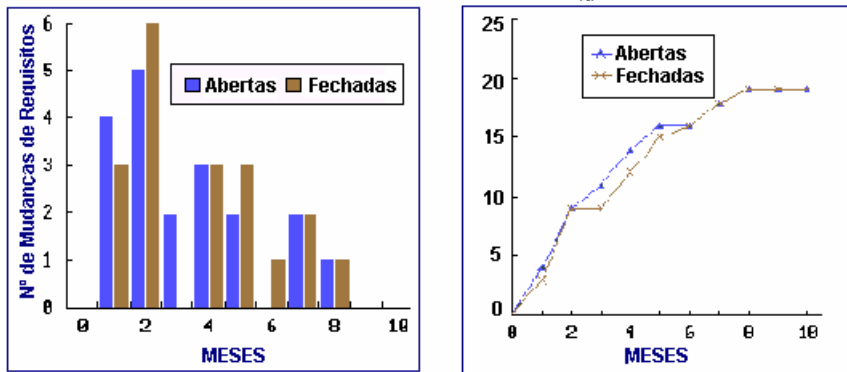 Nº de Mudanças de Requisitos
6
5
4
3
2
1
0
Abertas Fechadas
0 2 4 6 8 10
MESES
25
20
15
10
5
0
Abertas
Fechadas
0 2 4 6 8 10
MESES